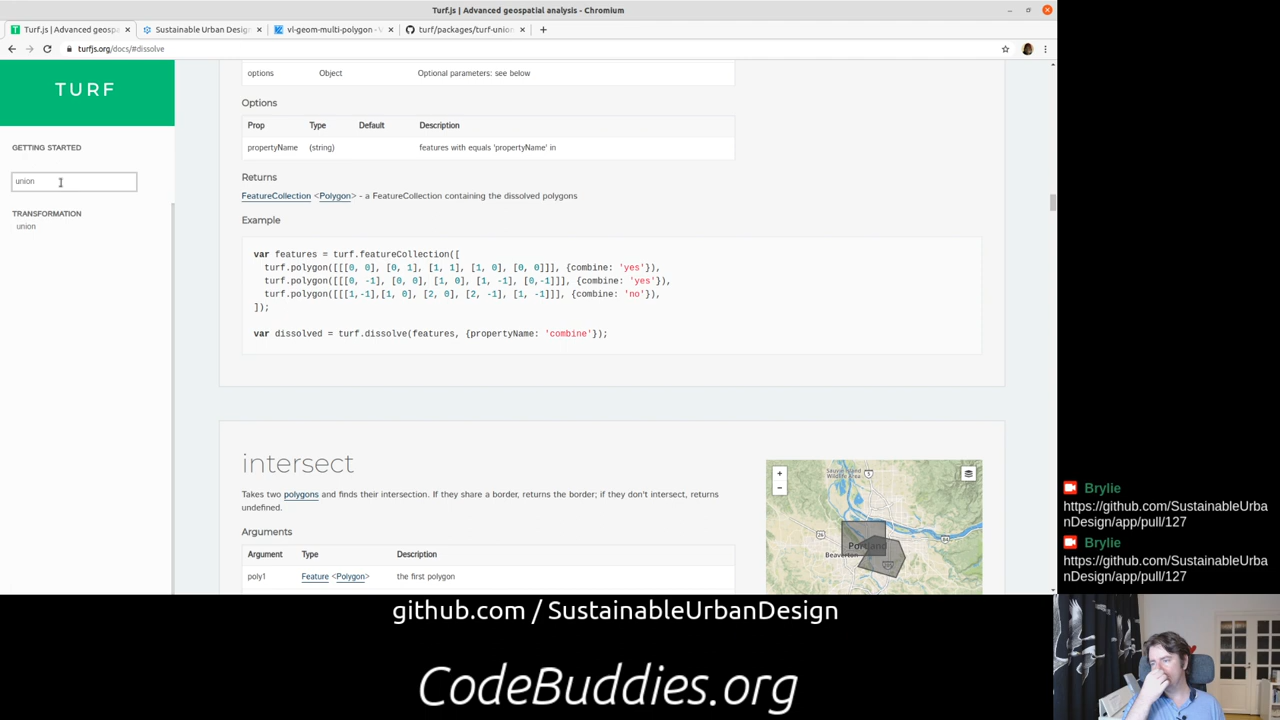 Turf.js | Advanced geospatial analysis - Chromium
Turf.js | Advanced geospa
Sustainable Urban Design
vl-geom-multi-polygon - V
turf/packages/turf-union
turfjs.org/docs/#dissolve
TURF
GETTING STARTED
union
TRANSFORMATION
union
options Object Optional parameters: see below
Options
Prop Type Default Description
propertyName (string) features with equals 'propertyName' in
Returns
FeatureCollection <Polygon> - a FeatureCollection containing the dissolved polygons
Example
var features = turf.featureCollection([
turf.polygon([[[0, 0], [0, 1], [1, 1], [1, 0], [0, 0]]], {combine: 'yes'}),
turf.polygon([[[0, -1], [0, 0], [1, 0], [1, -1], [0,-1]]], {combine: 'yes'}),
turf.polygon([[[1,-1],[1, 0], [2, 0], [2, -1], [1, -1]]], {combine: 'no'}),
]);
var dissolved = turf.dissolve(features, {propertyName: 'combine'});
intersect
Takes two polygons and finds their intersection. If they share a border, returns the border; if they don't intersect, returns
undefined.
Arguments
Argument Type Description
poly1 Feature <Polygon> the first polygon
+
−
Portland
Beaverton
26
Brylie
https://github.com/SustainableUrba
nDesign/app/pull/127
Brylie
https://github.com/SustainableUrba
nDesign/app/pull/127
github.com / SustainableUrbanDesign
CodeBuddies.org